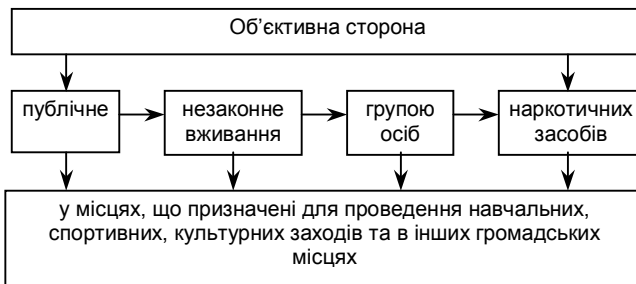 Об’єктивна сторона
публічне
незаконне
вживання
групою
осіб
наркотичних
засобів
у місцях, що призначені для проведення навчальних,
спортивних, культурних заходів та в інших громадських
місцях